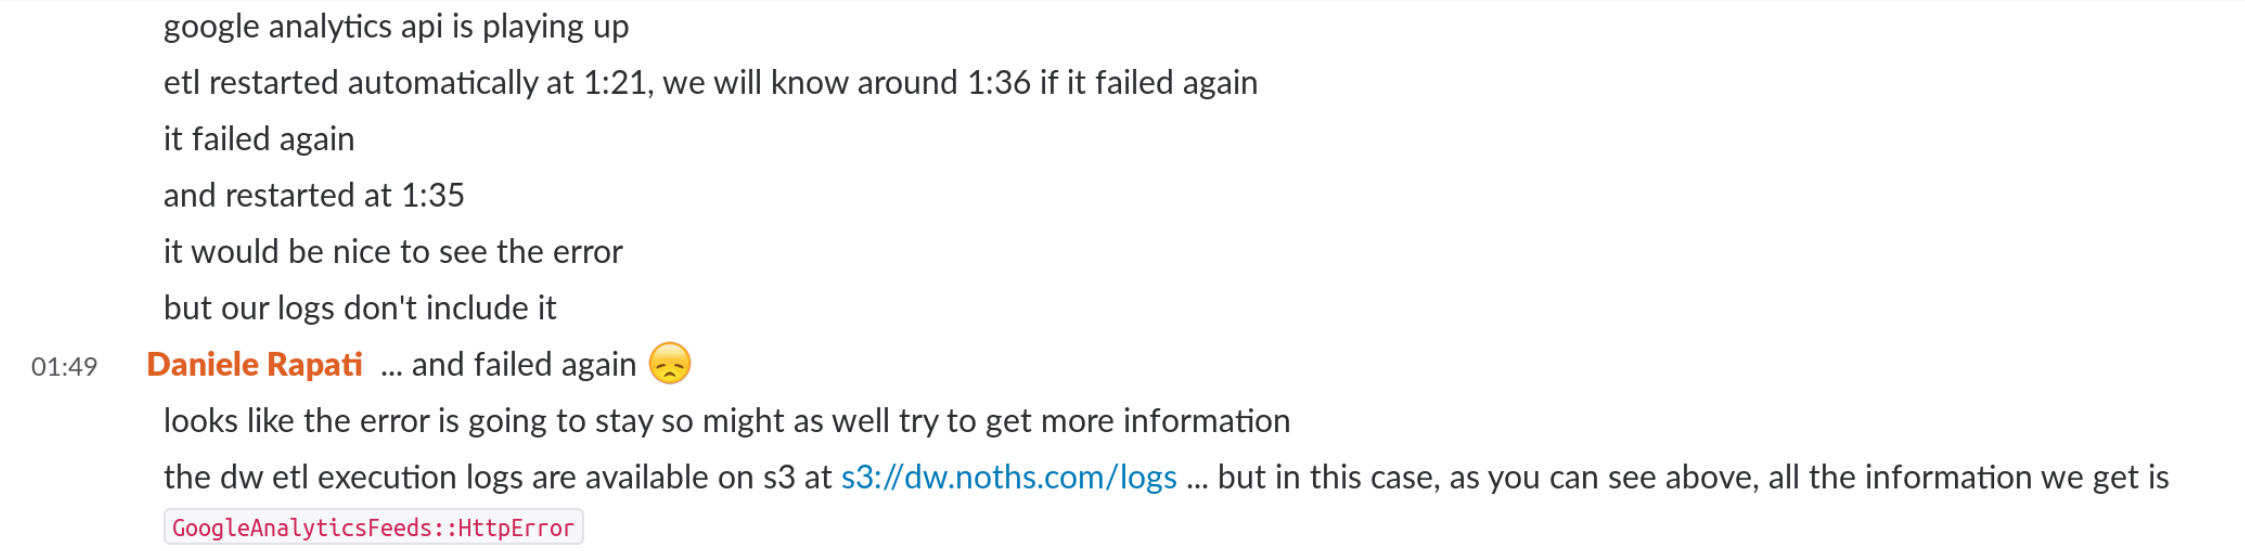 google analytics api is playing up
etl restarted automatically at 1:21, we will know around 1:36 if it failed again
it failed again
and restarted at 1:35
it would be nice to see the error
but our logs don't include it
01:49 Daniele Rapati ... and failed again 😞
looks like the error is going to stay so might as well try to get more information
the dw etl execution logs are available on s3 at s3://dw.noths.com/logs ... but in this case, as you can see above, all the information we get is
GoogleAnalyticsFeeds::HttpError